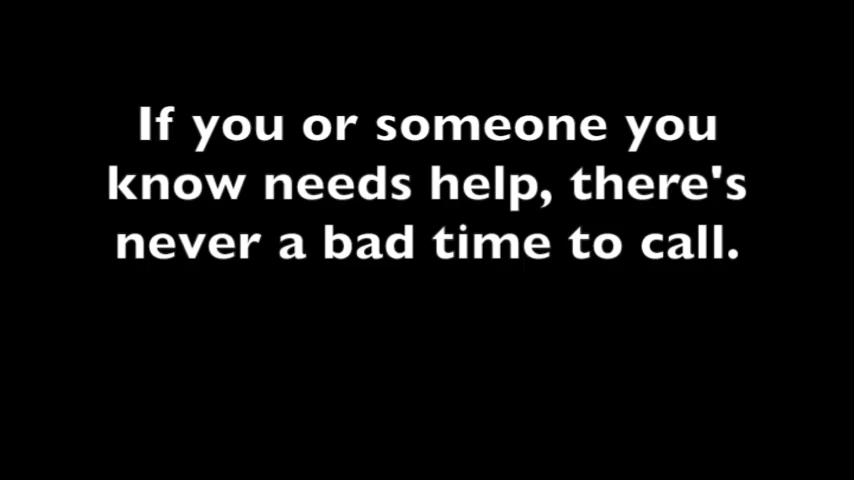 If you or someone you
know needs help, there's
never a bad time to call.